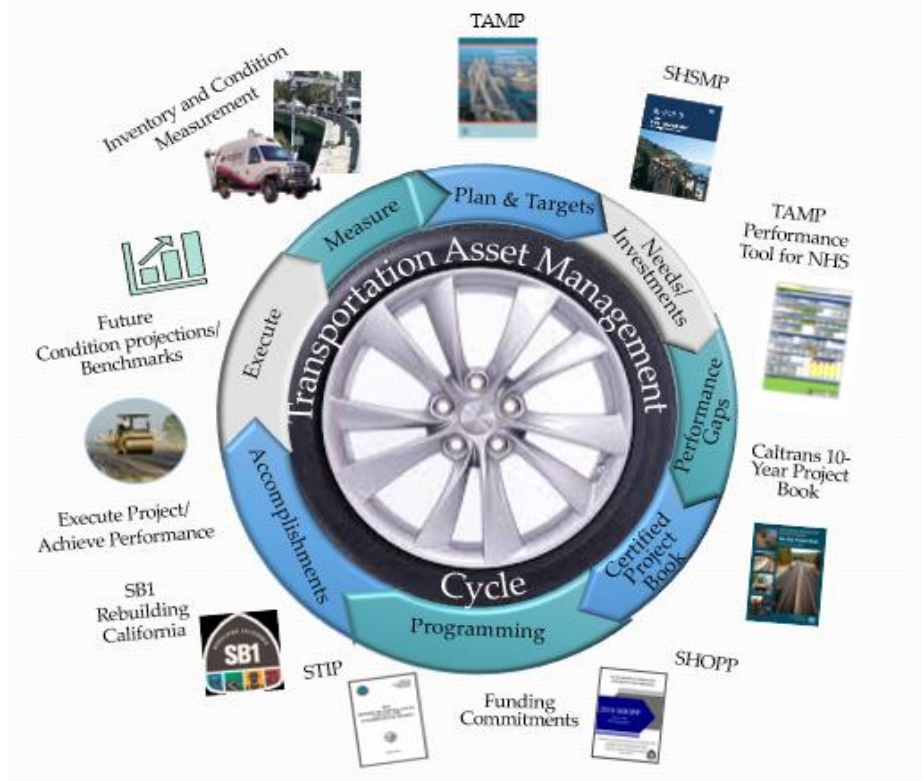 TAMP
SHSMP
Inventory and Condition
Measurement
TAMP
Performance
Tool for NHS
Measure
Plan & Targets
Needs/
Investments
Transportation Asset Management
Cycle
Future
Condition projections/
Benchmarks
Execute
Performance
Gaps
Caltrans 10-
Year Project
Book
Execute Project/
Achieve Performance
Accomplishments
Certified
Project
Book
Programming
SB1
Rebuilding
California
REBUILDING CALIFORNIA
SB1
STIP
Funding
Commitments
SHOPP